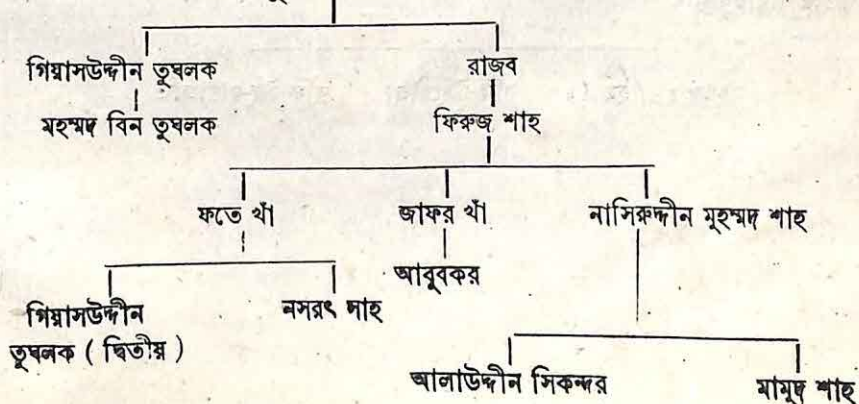 গিয়াসউদ্দীন তুঘলক রাজব
মহম্মদ বিন তুঘলক ফিরুজ শাহ
ফতে খাঁ জাফর খাঁ নাসিরুদ্দীন মুহম্মদ শাহ
আবুবকর
গিয়াসউদ্দীন নসরৎ শাহ
তুঘলক ( দ্বিতীয় )
আলাউদ্দীন সিকন্দর মামুদ শাহ